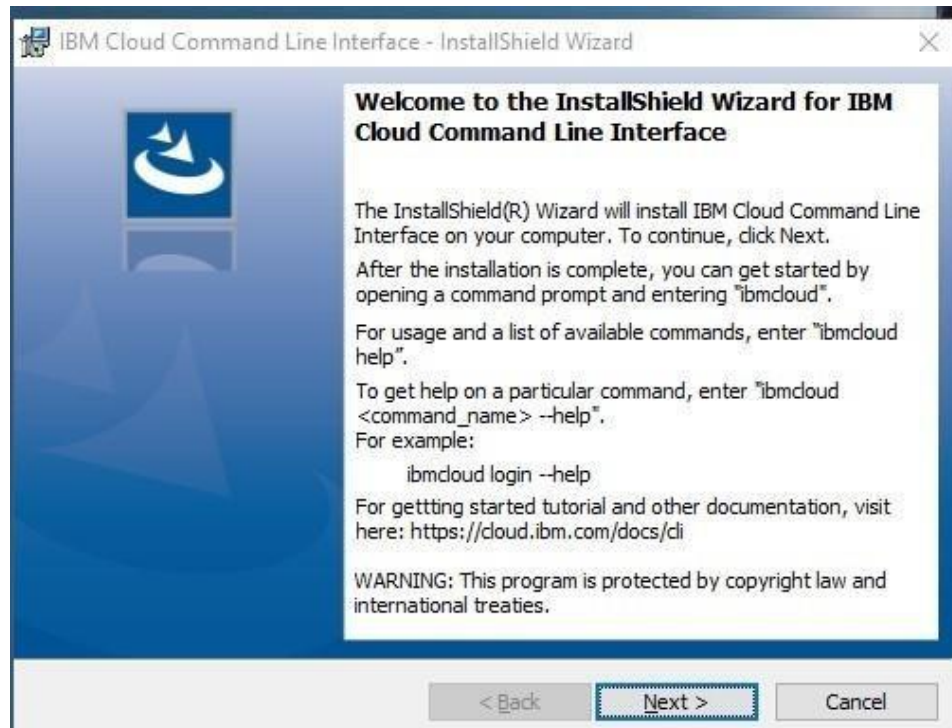 IBM Cloud Command Line Interface - InstallShield Wizard
Welcome to the InstallShield Wizard for IBM
Cloud Command Line Interface
The InstallShield(R) Wizard will install IBM Cloud Command Line
Interface on your computer. To continue, click Next.
After the installation is complete, you can get started by
opening a command prompt and entering "ibmcloud".
For usage and a list of available commands, enter "ibmcloud
help".
To get help on a particular command, enter "ibmcloud
<command_name> --help".
For example:
ibmcloud login --help
For gettting started tutorial and other documentation, visit
here: https://cloud.ibm.com/docs/cli
WARNING: This program is protected by copyright law and
international treaties.
< Back
Next >
Cancel